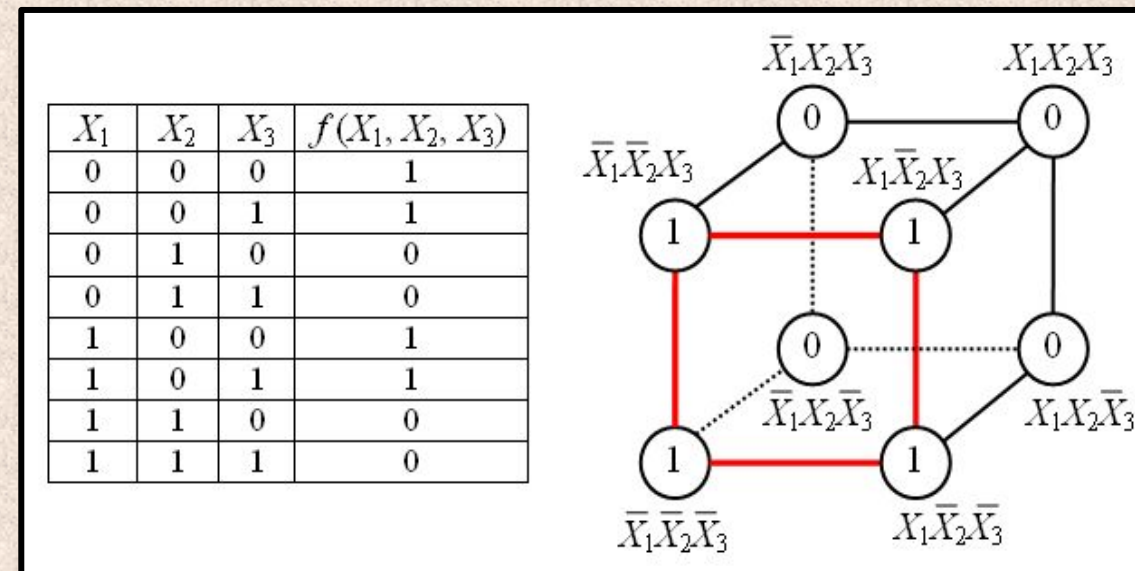 X₁ X₂ X₃ f(X₁, X₂, X₃)
0 0 0 1
0 0 1 1
0 1 0 0
0 1 1 0
1 0 0 1
1 0 1 1
1 1 0 0
1 1 1 0
X̅₁X₂X₃ X₁X₂X₃
0 0
X̅₁X̅₂X₃ X₁X̅₂X₃
1 1
0 0
X̅₁X₂X̅₃ X₁X₂X̅₃
1 1
X̅₁X̅₂X̅₃ X₁X̅₂X̅₃